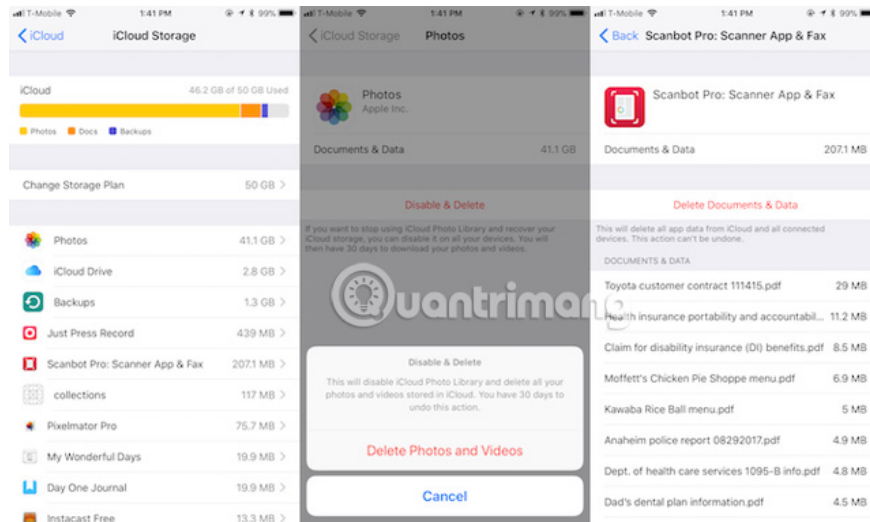 T-Mobile 1:41 PM 99%
iCloud iCloud Storage
iCloud 46.2 GB of 50 GB Used
Photos Docs Backups
Change Storage Plan 50 GB
Photos 41.1 GB
iCloud Drive 2.8 GB
Backups 1.3 GB
Just Press Record 439 MB
Scanbot Pro: Scanner App & Fax 207.1 MB
collections 117 MB
Pixelmator Pro 75.7 MB
My Wonderful Days 19.9 MB
Day One Journal 19.9 MB
Instacast Free 13.3 MB
T-Mobile 1:41 PM 99%
iCloud Storage Photos
Photos
Apple Inc.
Documents & Data 41.1 GB
Disable & Delete
If you want to stop using iCloud Photo Library and recover your
iCloud storage, you can disable it on all your devices. You will
then have 30 days to download your photos and videos.
Quantrimang
Disable & Delete
This will disable iCloud Photo Library and delete all your
photos and videos stored in iCloud. You have 30 days to
undo this action.
Delete Photos and Videos
Cancel
T-Mobile 1:41 PM 99%
Back Scanbot Pro: Scanner App & Fax
Scanbot Pro: Scanner App & Fax
Documents & Data 207.1 MB
Delete Documents & Data
This will delete all app data from iCloud and all connected
devices. This action can't be undone.
DOCUMENTS & DATA
Toyota customer contract 111415.pdf 29 MB
Health insurance portability and accountabil... 11.2 MB
Claim for disability insurance (DI) benefits.pdf 8.5 MB
Moffett's Chicken Pie Shoppe menu.pdf 6.9 MB
Kawaba Rice Ball menu.pdf 5 MB
Anaheim police report 08292017.pdf 4.9 MB
Dept. of health care services 1095-B info.pdf 4.8 MB
Dad's dental plan information.pdf 4.5 MB